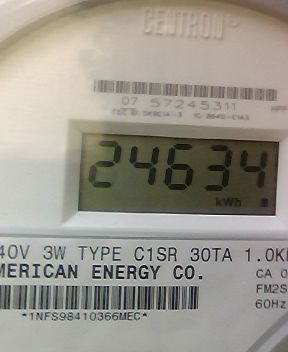 CENTRON
07 57245311
24634
kWh
40V 3W TYPE C1SR 30TA 1.0K
MERICAN ENERGY CO.
CA 0
FM2S
60Hz
*1NFS98410366MEC*